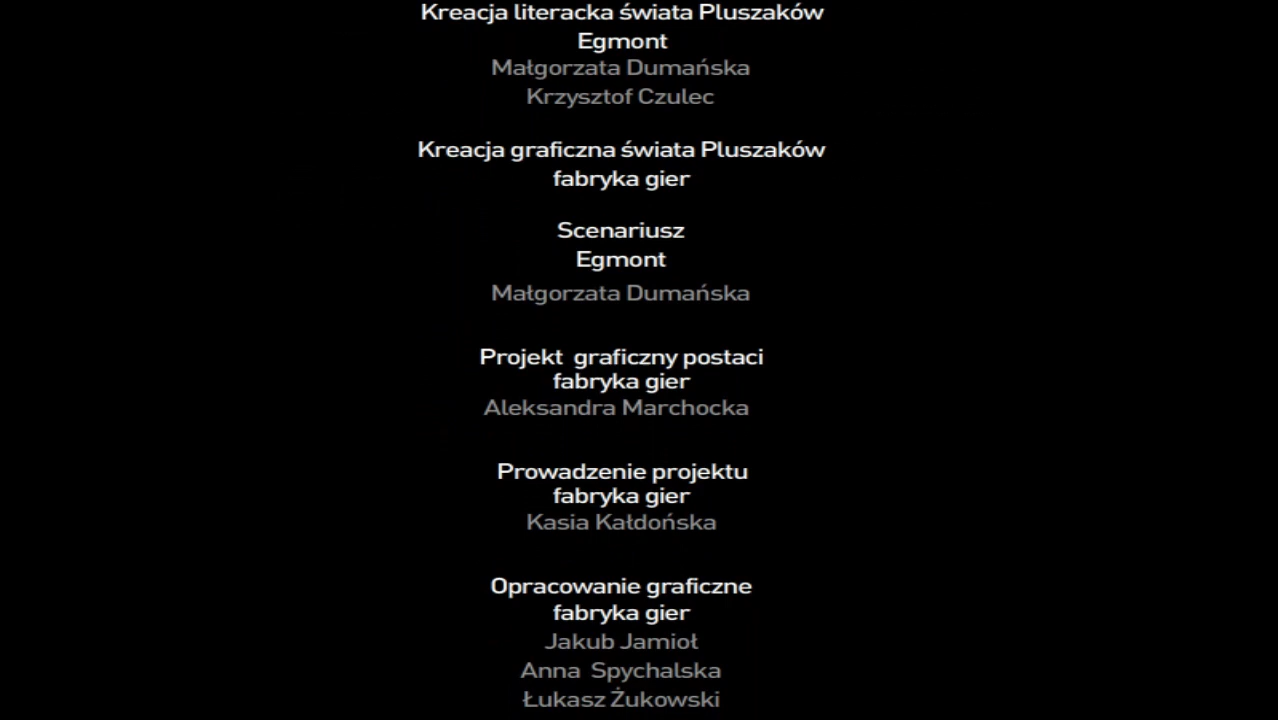 Kreacja literacka świata Pluszaków
Egmont
Małgorzata Dumańska
Krzysztof Czulec
Kreacja graficzna świata Pluszaków
fabryka gier
Scenariusz
Egmont
Małgorzata Dumańska
Projekt graficzny postaci
fabryka gier
Aleksandra Marchocka
Prowadzenie projektu
fabryka gier
Kasia Kałdońska
Opracowanie graficzne
fabryka gier
Jakub Jamioł
Anna Spychalska
Łukasz Żukowski